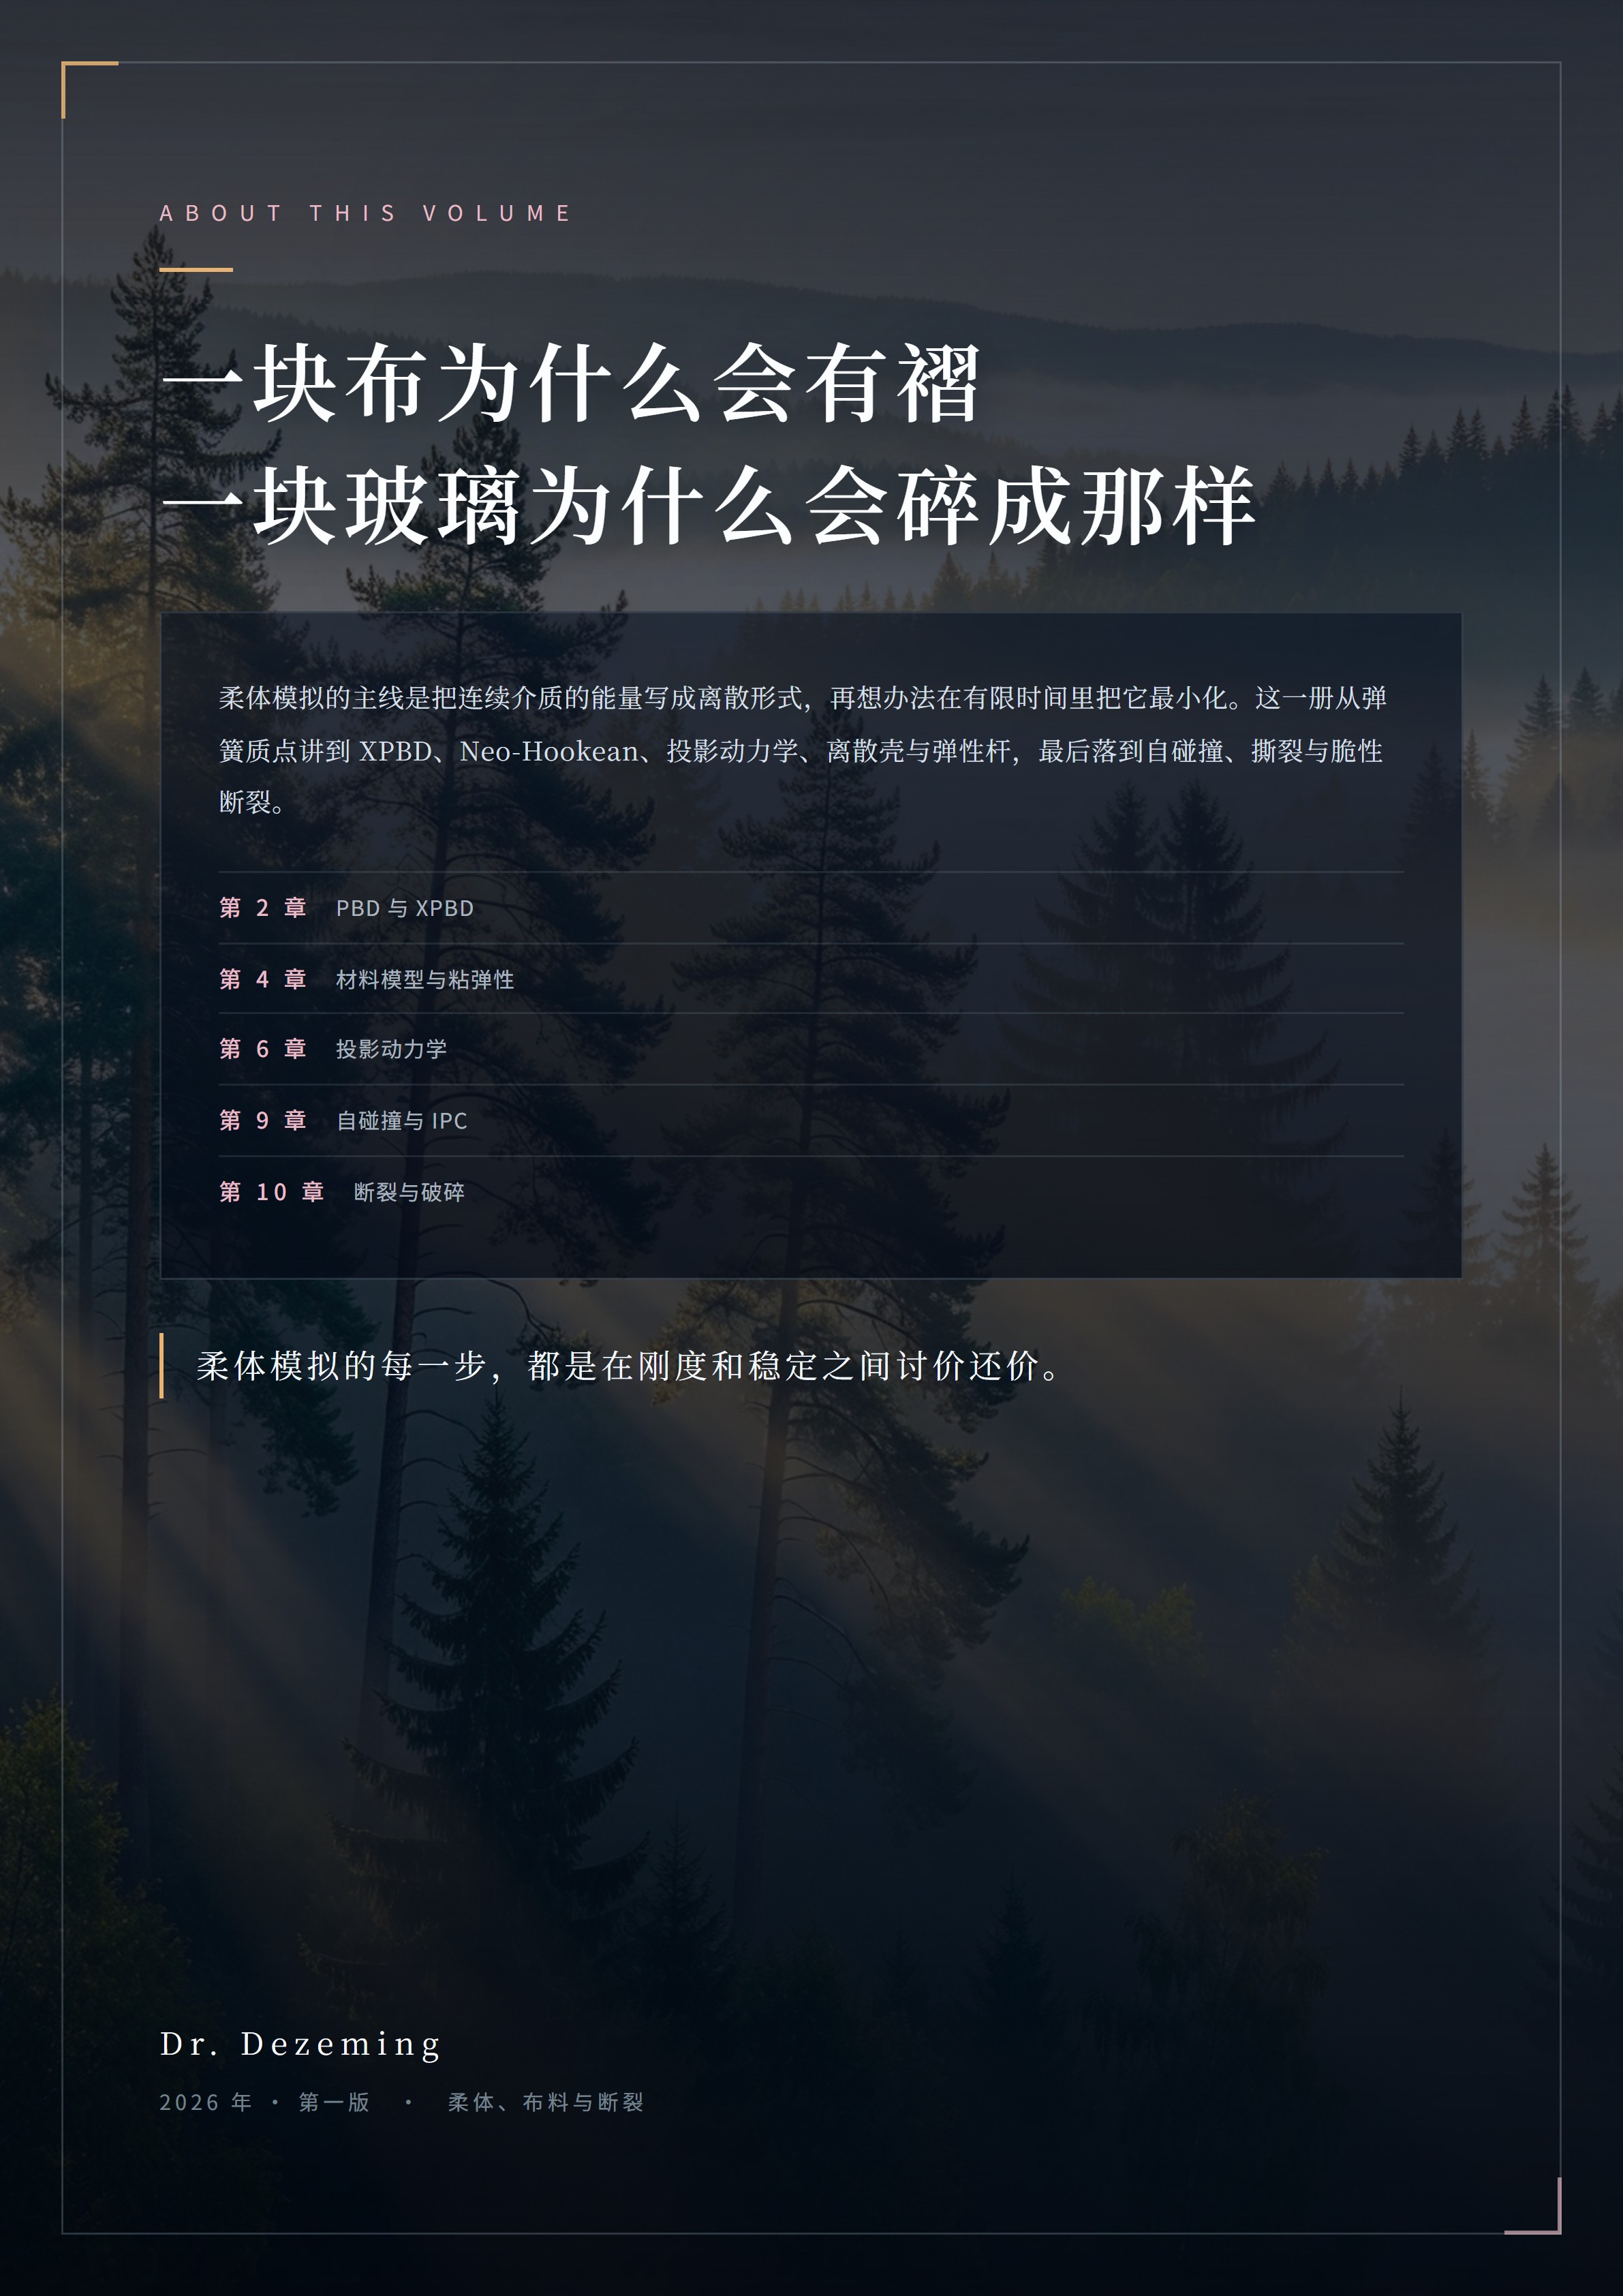 ABOUT THIS VOLUME
一块布为什么会有褶
一块玻璃为什么会碎成那样
柔体模拟的主线是把连续介质的能量写成离散形式，再想办法在有限时间里把它最小化。这一册从弹
簧质点讲到 XPBD、Neo-Hookean、投影动力学、离散壳与弹性杆，最后落到自碰撞、撕裂与脆性
断裂。
第 2 章 PBD 与 XPBD
第 4 章 材料模型与粘弹性
第 6 章 投影动力学
第 9 章 自碰撞与 IPC
第 10 章 断裂与破碎
柔体模拟的每一步，都是在刚度和稳定之间讨价还价。
Dr. Dezeming
2026 年 · 第一版 · 柔体、布料与断裂